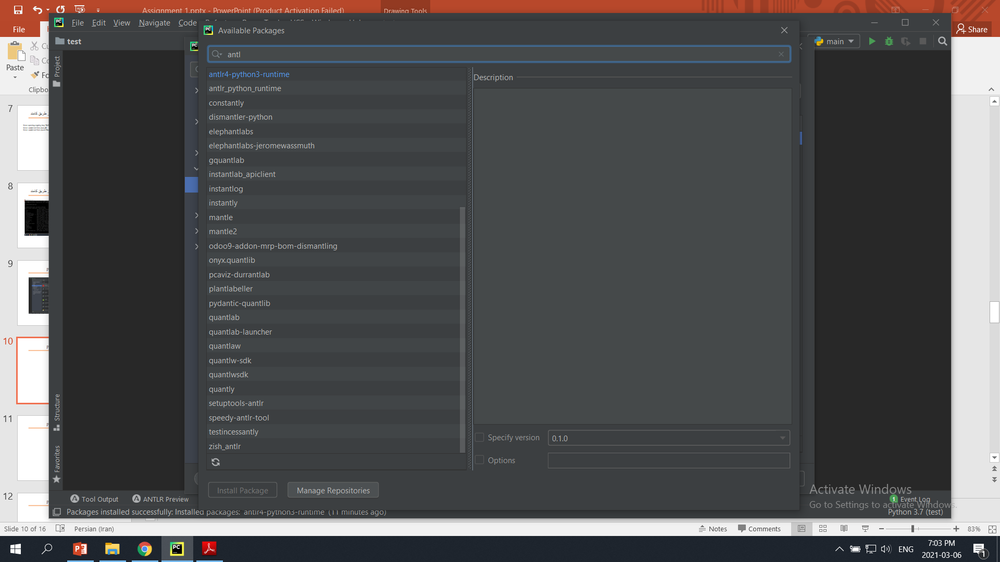 Assignment 1.pptx - PowerPoint (Product Activation Failed)
Drawing Tools
File
Share
File Edit View Navigate Code
Available Packages
test
main
Paste
Clipbo
Project
antl
antlr4-python3-runtime
antlr_python_runtime
constantly
dismantler-python
elephantlabs
elephantlabs-jeromewassmuth
gquantlab
instantlab_apiclient
instantlog
instantly
mantle
mantle2
odoo9-addon-mrp-bom-dismantling
onyx.quantlib
pcaviz-durrantlab
plantlabeller
pydantic-quantlib
quantlab
quantlab-launcher
quantlaw
quantlw-sdk
quantlwsdk
quantly
setuptools-antlr
speedy-antlr-tool
testincessantly
zish_antlr
Description
Specify version 0.1.0
Options
Install Package
Manage Repositories
7
8
9
10
11
12
طریق کامند
طریق کامند
Structure
Favorites
Tool Output ANTLR Preview
1 Event Log
Activate Windows
Go to Settings to activate Windows.
Packages installed successfully: Installed packages: 'antlr4-python3-runtime' (11 minutes ago)
Python 3.7 (test)
Slide 10 of 16 Persian (Iran)
Notes Comments 83%
ENG
7:03 PM
2021-03-06
1